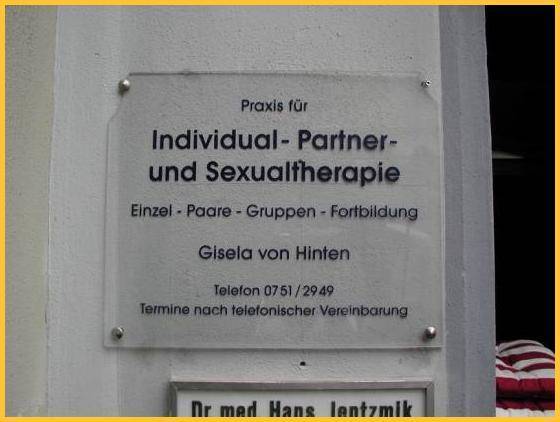 Praxis für
Individual- Partner-
und Sexualtherapie
Einzel - Paare - Gruppen - Fortbildung
Gisela von Hinten
Telefon 0751/2949
Termine nach telefonischer Vereinbarung
Dr med. Hans Jentzmik